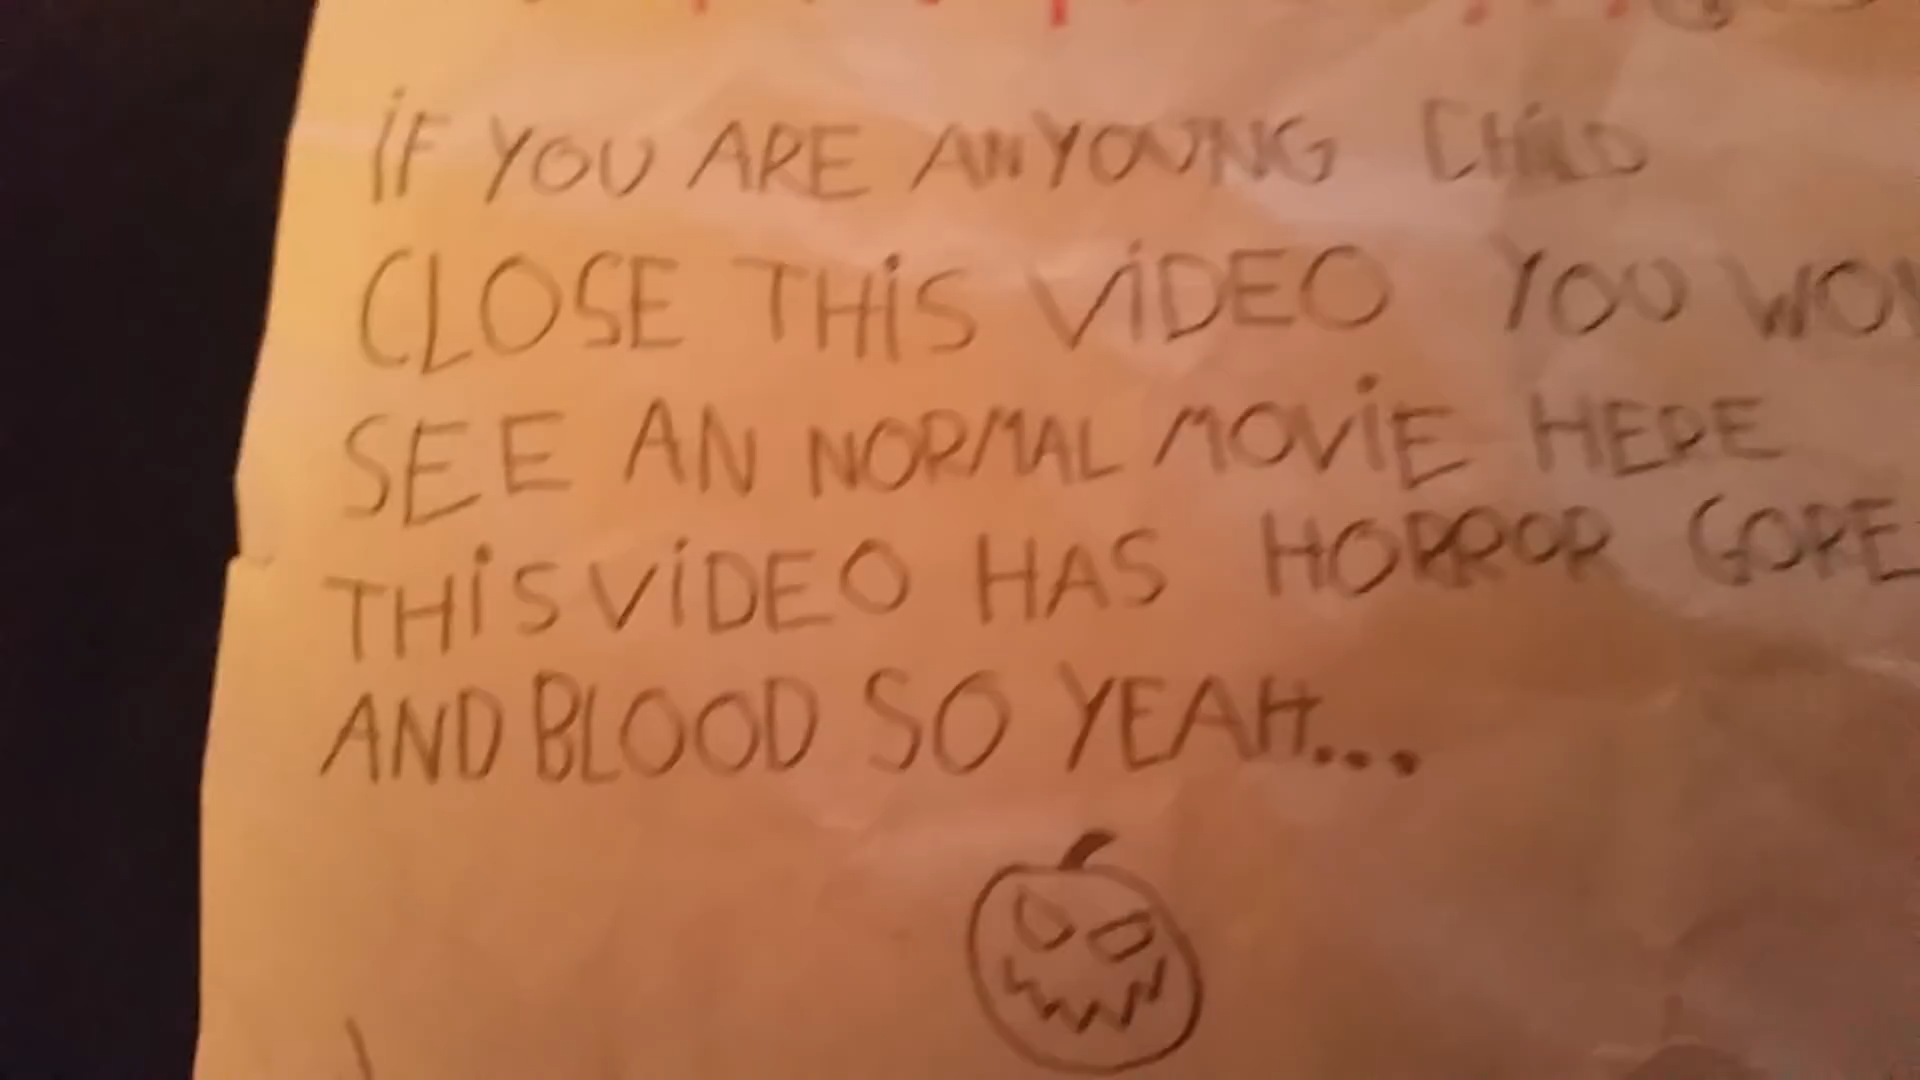 iF YOU ARE AN YOUNG CHiLD
CLOSE THiS ViDEO YOU
SEE AN NORMAL MOViE HERE
THiS ViDEO HAS HORROR GORE
AND BLOOD SO YEAH...